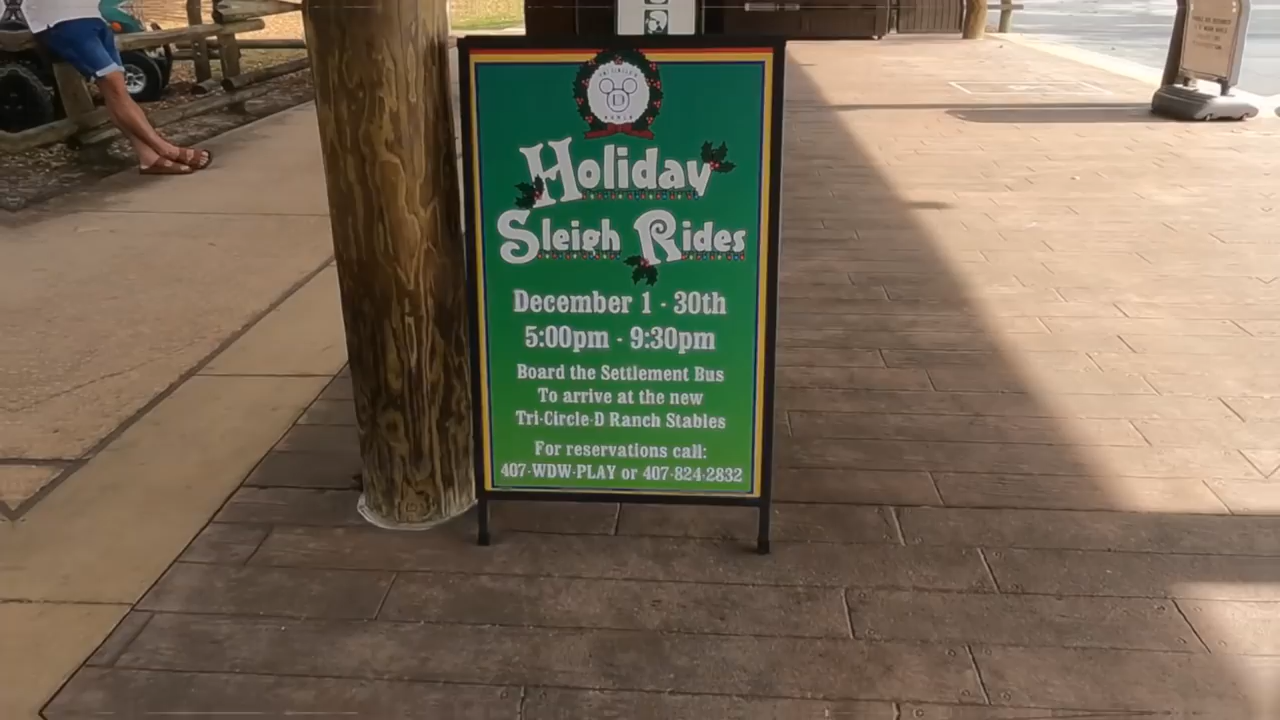 D
Holiday
Sleigh Rides
December 1 - 30th
5:00pm - 9:30pm
Board the Settlement Bus
To arrive at the new
Tri-Circle-D Ranch Stables
For reservations call:
407-WDW-PLAY or 407-824-2832